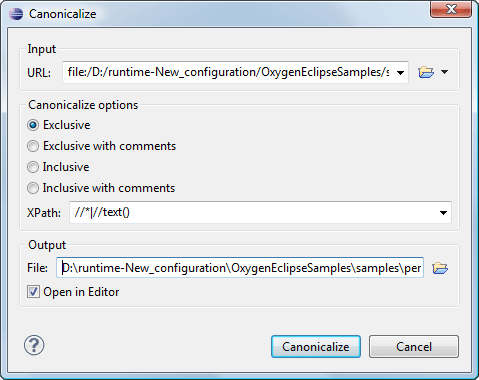 Canonicalize
Input
URL: file:/D:/runtime-New_configuration/OxygenEclipseSamples/s
Canonicalize options
Exclusive
Exclusive with comments
Inclusive
Inclusive with comments
XPath: //*|//text()
Output
File: D:\runtime-New_configuration\OxygenEclipseSamples\samples\per
Open in Editor
? Canonicalize Cancel